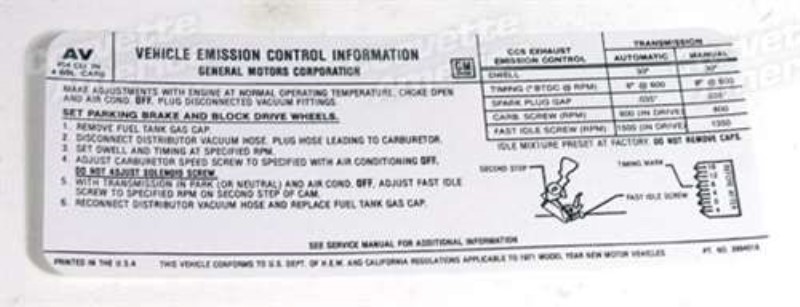 AV
454 CU. IN.
4 BBL. CARB.
VEHICLE EMISSION CONTROL INFORMATION
GENERAL MOTORS CORPORATION
GM
MAKE ADJUSTMENTS WITH ENGINE AT NORMAL OPERATING TEMPERATURE, CHOKE OPEN
AND AIR COND. OFF. PLUG DISCONNECTED VACUUM FITTINGS.
SET PARKING BRAKE AND BLOCK DRIVE WHEELS.
1. REMOVE FUEL TANK GAS CAP.
2. DISCONNECT DISTRIBUTOR VACUUM HOSE. PLUG HOSE LEADING TO CARBURETOR.
3. SET DWELL AND TIMING AT SPECIFIED RPM.
4. ADJUST CARBURETOR SPEED SCREW TO SPECIFIED WITH AIR CONDITIONING OFF.
DO NOT ADJUST SOLENOID SCREW.
5. WITH TRANSMISSION IN PARK (OR NEUTRAL) AND AIR COND. OFF, ADJUST FAST IDLE
SCREW TO SPECIFIED RPM ON SECOND STEP OF CAM.
6. RECONNECT DISTRIBUTOR VACUUM HOSE AND REPLACE FUEL TANK GAS CAP.
CCS EXHAUST
EMISSION CONTROL
TRANSMISSION
AUTOMATIC MANUAL
DWELL 30° 30°
TIMING (°BTDC @ RPM) 8° @ 600 8° @ 600
SPARK PLUG GAP .035" .035"
CARB. SCREW (RPM) 600 (IN DRIVE) 600
FAST IDLE SCREW (RPM) 1500 (IN DRIVE) 1350
IDLE MIXTURE PRESET AT FACTORY. DO NOT REMOVE CAPS.
SECOND STEP
TIMING MARK
FAST IDLE SCREW
SEE SERVICE MANUAL FOR ADDITIONAL INFORMATION
PRINTED IN THE U.S.A
THIS VEHICLE CONFORMS TO U.S. DEPT. OF H.E.W. AND CALIFORNIA REGULATIONS APPLICABLE TO 1971 MODEL YEAR NEW MOTOR VEHICLES
PT. NO.